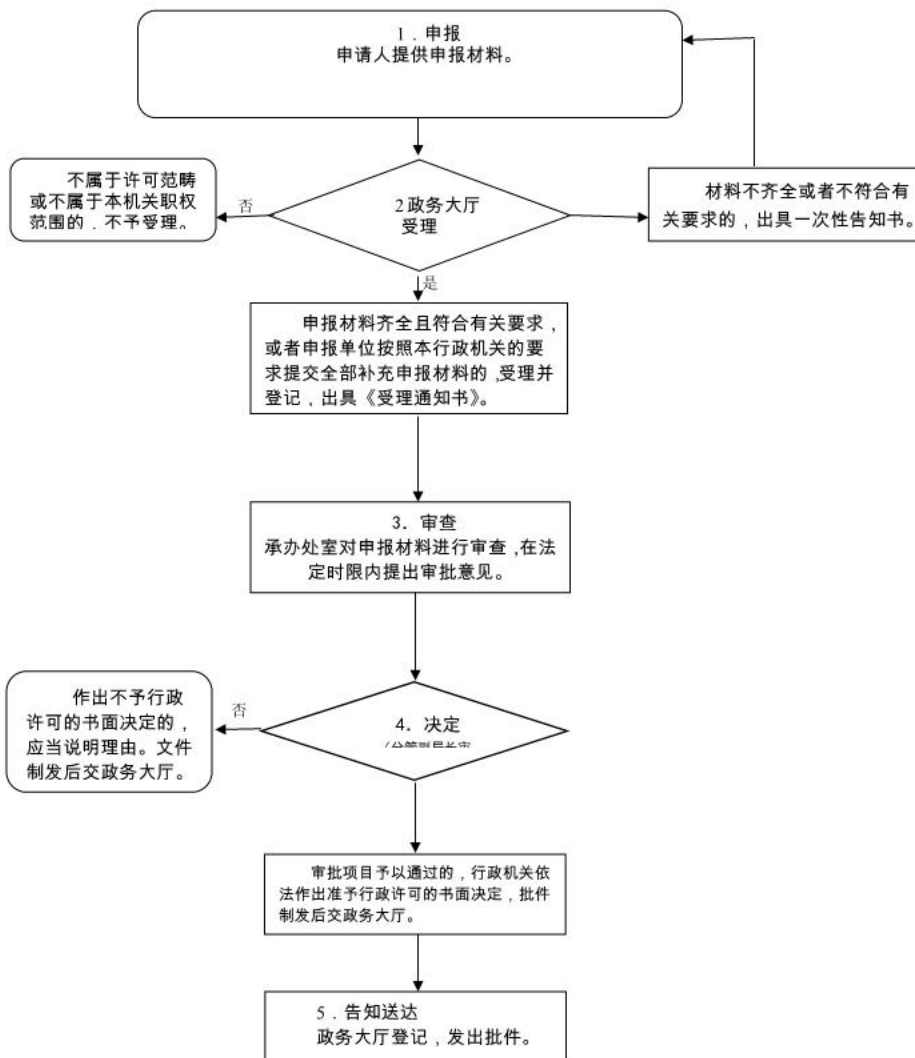 1．申报
申请人提供申报材料。
不属于许可范畴
或不属于本机关职权
范围的，不予受理。
否
2政务大厅
受理
材料不齐全或者不符合有
关要求的，出具一次性告知书。
是
申报材料齐全且符合有关要求，
或者申报单位按照本行政机关的要
求提交全部补充申报材料的,受理并
登记，出具《受理通知书》。
3．审查
承办处室对申报材料进行审查,在法
定时限内提出审批意见。
作出不予行政
许可的书面决定的，
应当说明理由。文件
制发后交政务大厅。
否
4．决定
（分管副局长审
审批项目予以通过的，行政机关依
法作出准予行政许可的书面决定，批件
制发后交政务大厅。
5．告知送达
政务大厅登记，发出批件。